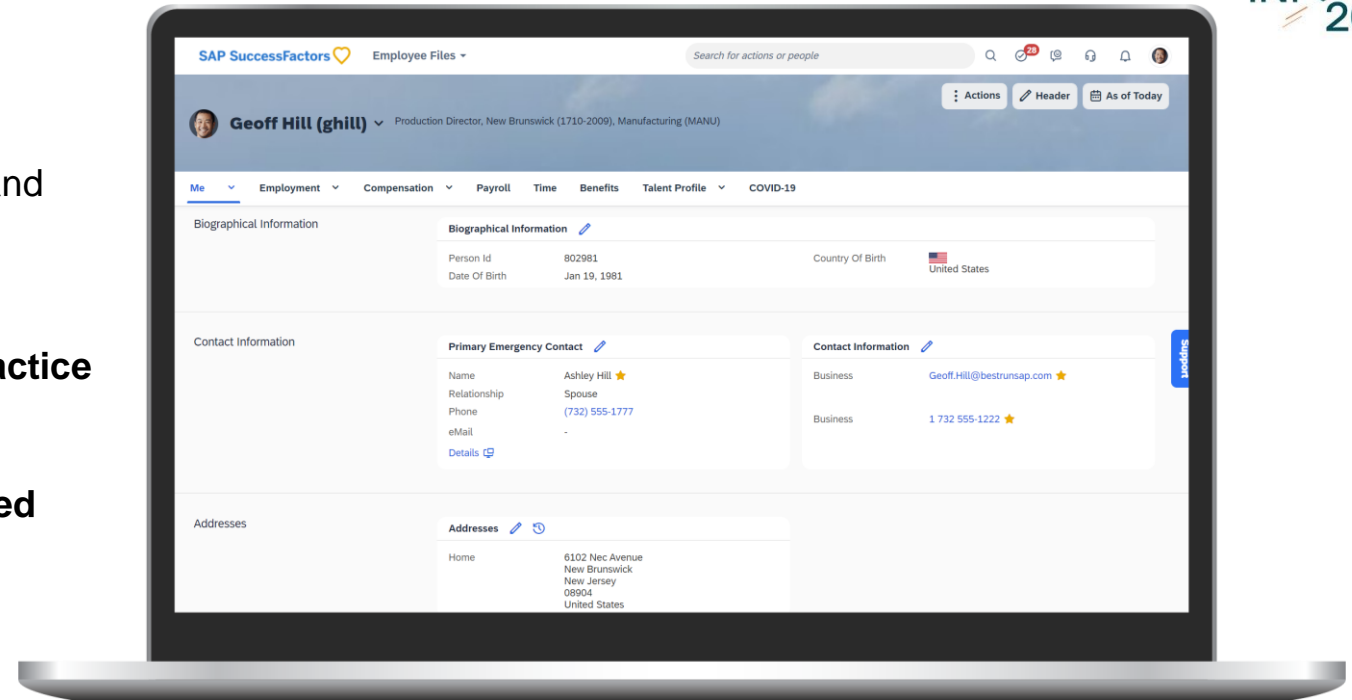 SAP SuccessFactors
Employee Files
Search for actions or people
28
Actions
Header
As of Today
Geoff Hill (ghill)
Production Director, New Brunswick (1710-2009), Manufacturing (MANU)
Me
Employment
Compensation
Payroll
Time
Benefits
Talent Profile
COVID-19
Biographical Information
Biographical Information
Person Id 802981
Country Of Birth United States
Date Of Birth Jan 19, 1981
Contact Information
Primary Emergency Contact
Name Ashley Hill
Relationship Spouse
Phone (732) 555-1777
eMail -
Details
Contact Information
Business Geoff.Hill@bestrunsap.com
Business 1 732 555-1222
Support
Addresses
Addresses
Home 6102 Nec Avenue
New Brunswick
New Jersey
08904
United States